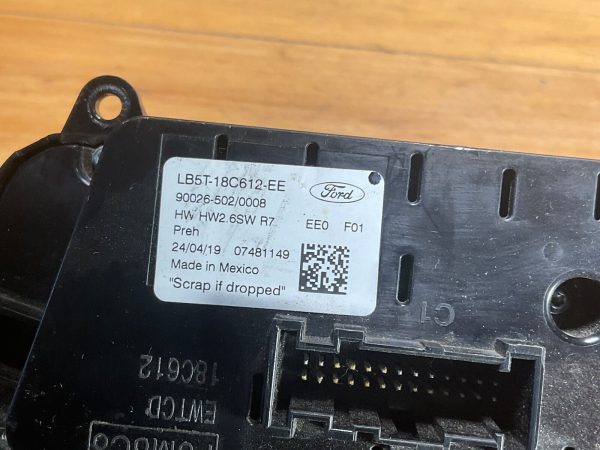 LB5T-18C612-EE
Ford
90026-502/0008
HW HW2.6SW R7 EE0 F01
Preh
24/04/19 07481149
Made in Mexico
"Scrap if dropped"
C1
18C612
EWTCD